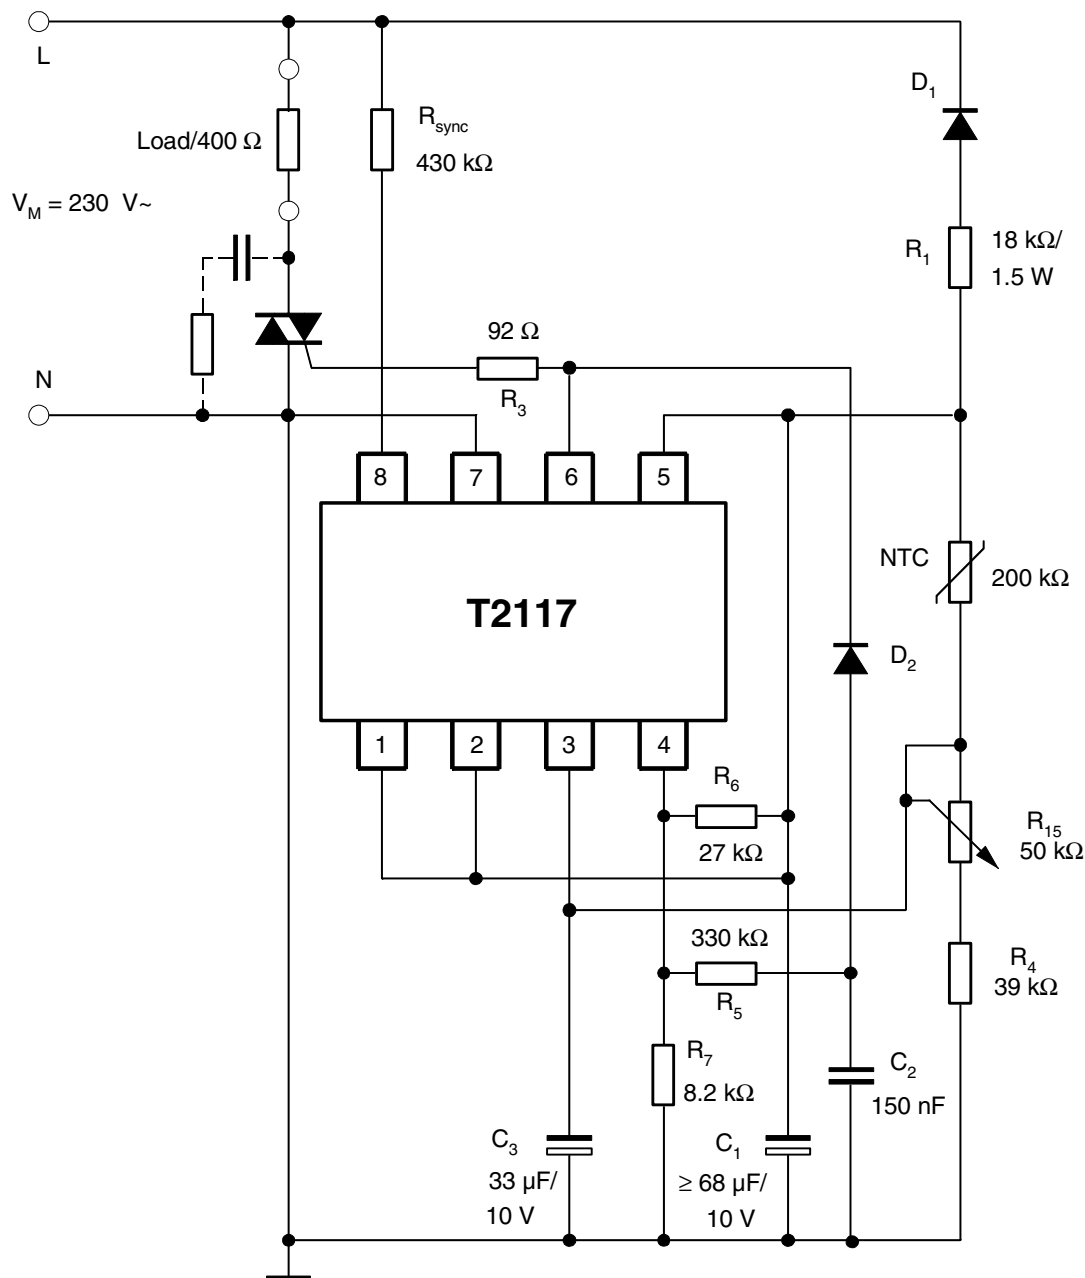 L
D1
Rsync
430 kΩ
Load/400 Ω
VM = 230 V~
R1
18 kΩ/
1.5 W
92 Ω
R3
N
8
7
6
5
NTC
200 kΩ
T2117
D2
1
2
3
4
R6
27 kΩ
R15
50 kΩ
330 kΩ
R5
R4
39 kΩ
R7
8.2 kΩ
C2
150 nF
C3
33 µF/
10 V
C1
≥ 68 µF/
10 V